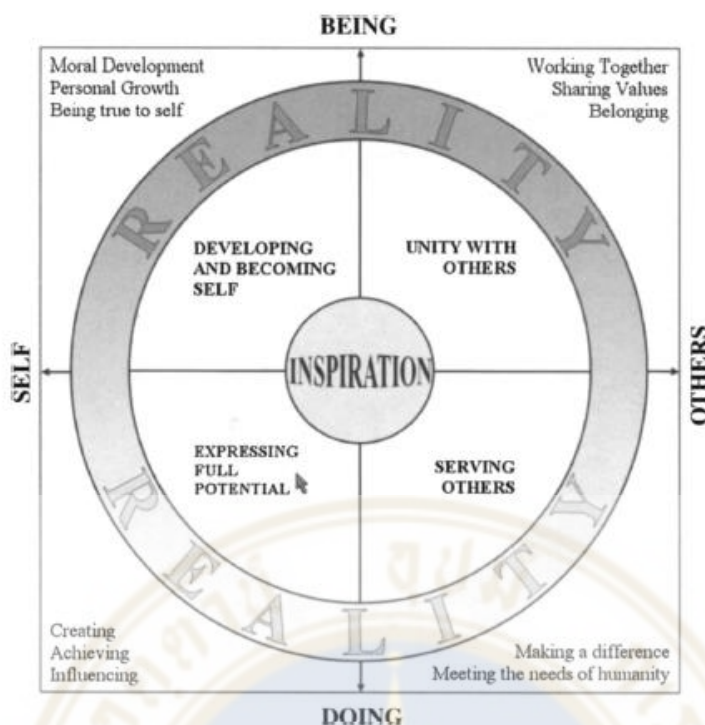 BEING
Moral Development
Personal Growth
Being true to self
Working Together
Sharing Values
Belonging
REALITY
DEVELOPING
AND BECOMING
SELF
UNITY WITH
OTHERS
SELF
INSPIRATION
OTHERS
EXPRESSING
FULL
POTENTIAL
SERVING
OTHERS
REALITY
Creating
Achieving
Influencing
Making a difference
Meeting the needs of humanity
DOING